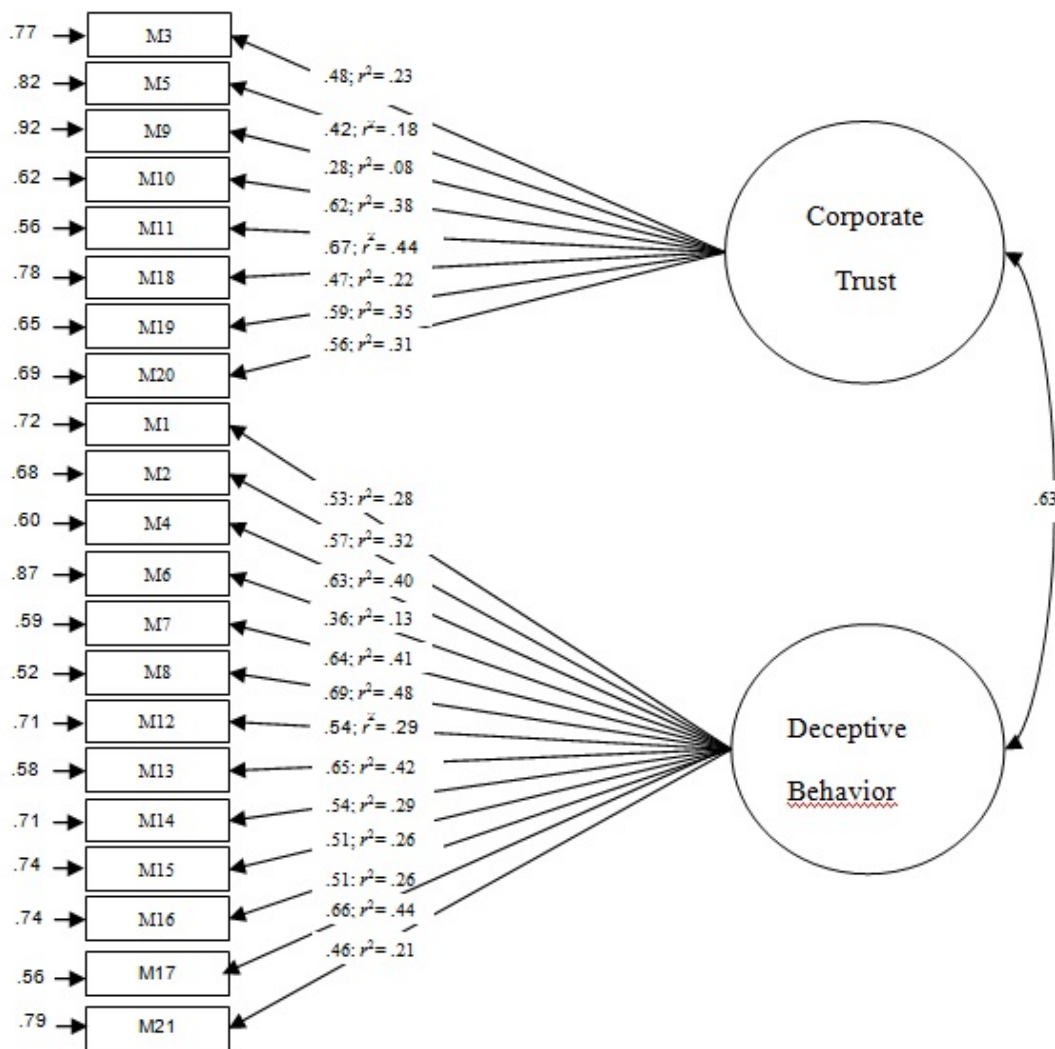 .77 M3
.48; r²= .23
.82 M5
.42; r²= .18
.92 M9
.28; r²= .08
.62 M10
.62; r²= .38
.56 M11
.67; r²= .44
.78 M18
.47; r²= .22
.65 M19
.59; r²= .35
.69 M20
.56; r²= .31
Corporate
Trust
.72 M1
.53: r²= .28
.68 M2
.57; r²= .32
.60 M4
.63; r²= .40
.87 M6
.36; r²= .13
.59 M7
.64; r²= .41
.52 M8
.69; r²= .48
.71 M12
.54; r²= .29
.58 M13
.65; r²= .42
.71 M14
.54; r²= .29
.74 M15
.51; r²= .26
.74 M16
.51; r²= .26
.56 M17
.66; r²= .44
.79 M21
.46: r²= .21
Deceptive
Behavior
.63